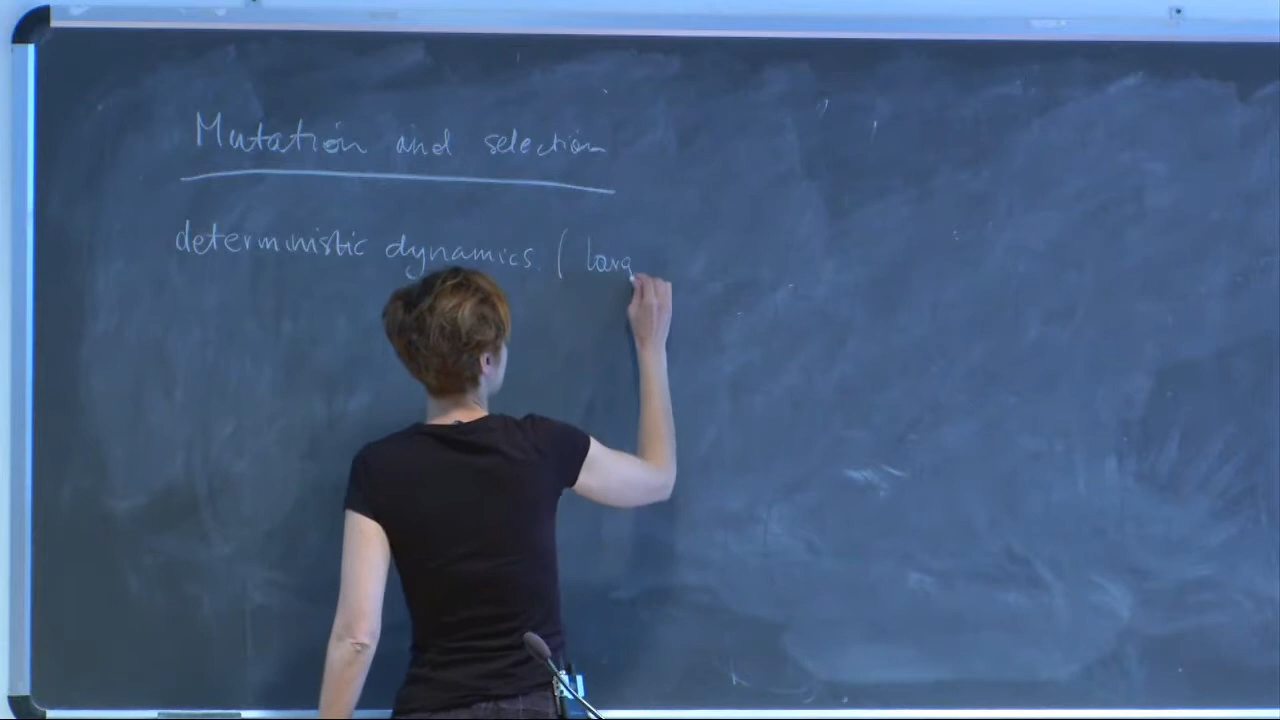 Mutation and selection
deterministic dynamics. ( larg